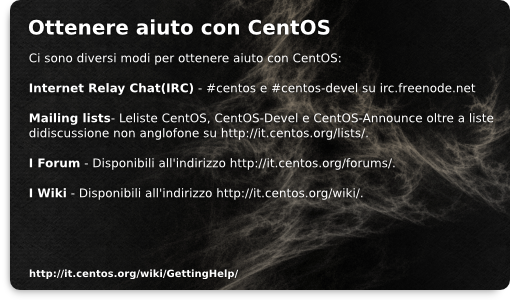 Ottenere aiuto con CentOS
Ci sono diversi modi per ottenere aiuto con CentOS:
Internet Relay Chat(IRC) - #centos e #centos-devel su irc.freenode.net
Mailing lists- Leliste CentOS, CentOS-Devel e CentOS-Announce oltre a liste
didiscussione non anglofone su http://it.centos.org/lists/.
I Forum - Disponibili all'indirizzo http://it.centos.org/forums/.
I Wiki - Disponibili all'indirizzo http://it.centos.org/wiki/.
http://it.centos.org/wiki/GettingHelp/